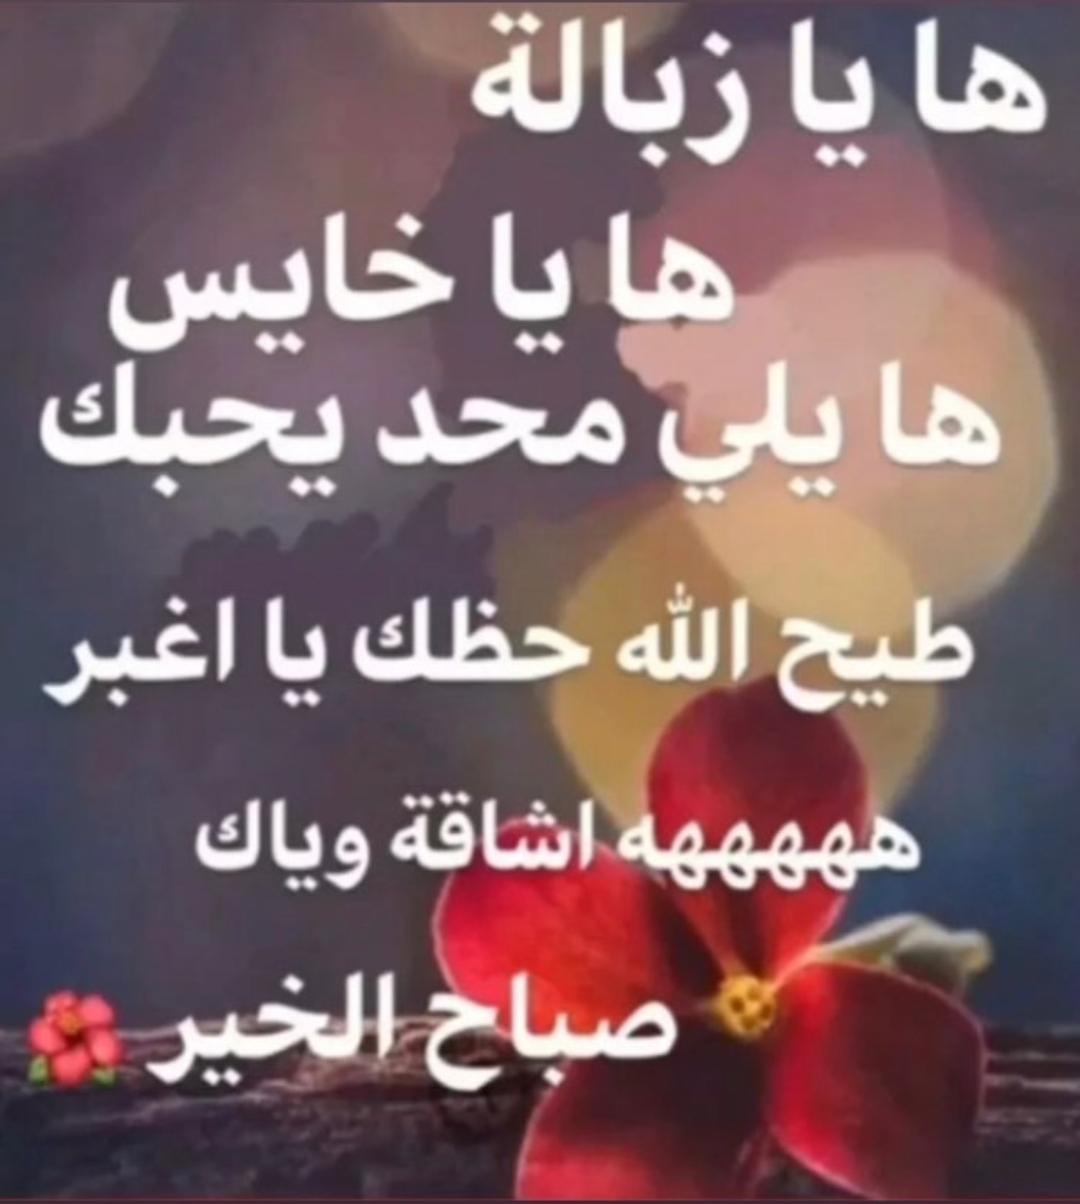 ها يا زبالة
ها يا خايس
ها يلي محد يحبك
طيح الله حظك يا اغبر
هههههه اشاقة وياك
صباح الخير 🌺